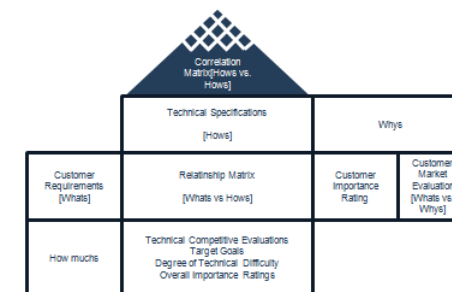 Correlation
Matrix[Hows vs.
Hows]
Technical Specifications
[Hows]
Whys
Customer
Requirements
[Whats]
Relatinship Matrix
[Whats vs Hows]
Customer
Importance
Rating
Customer
Market
Evaluation
[Whats vs
Whys]
How muchs
Technical Competitive Evaluations
Target Goals
Degree of Technical Difficulty
Overall Importance Ratings